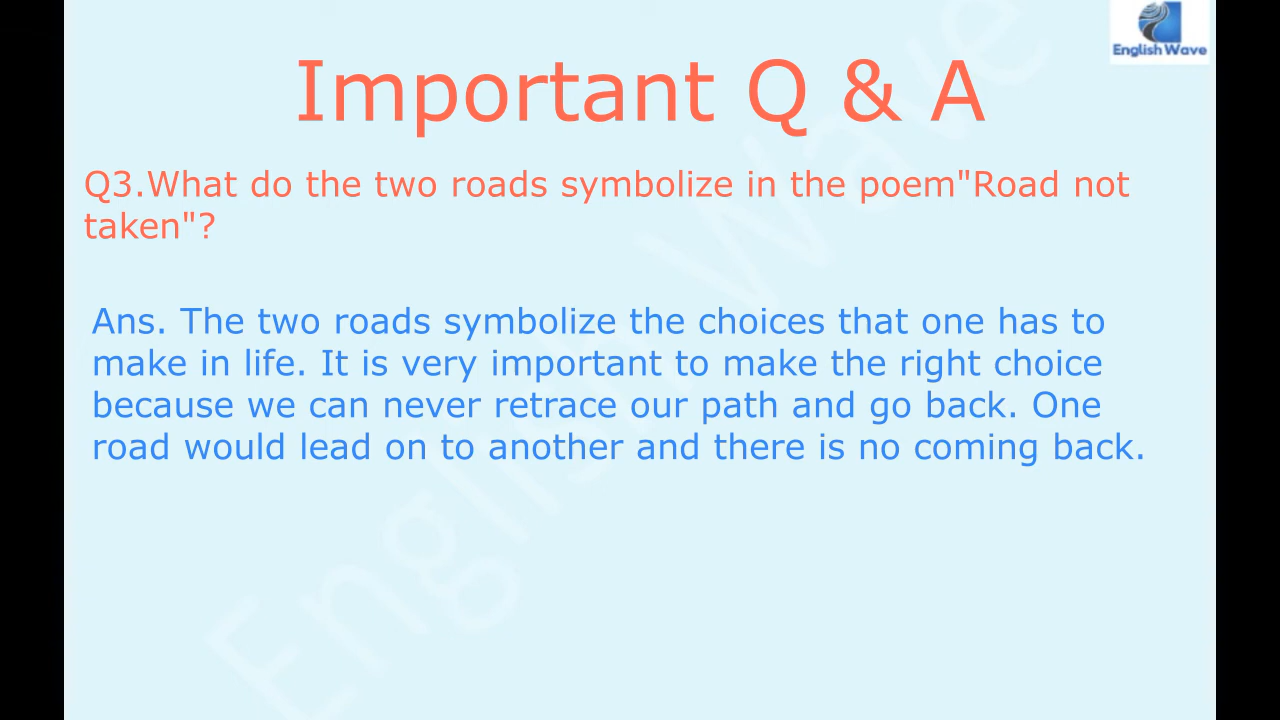 English Wave
Important Q & A
Q3.What do the two roads symbolize in the poem"Road not
taken"?
Ans. The two roads symbolize the choices that one has to
make in life. It is very important to make the right choice
because we can never retrace our path and go back. One
road would lead on to another and there is no coming back.
English Wave